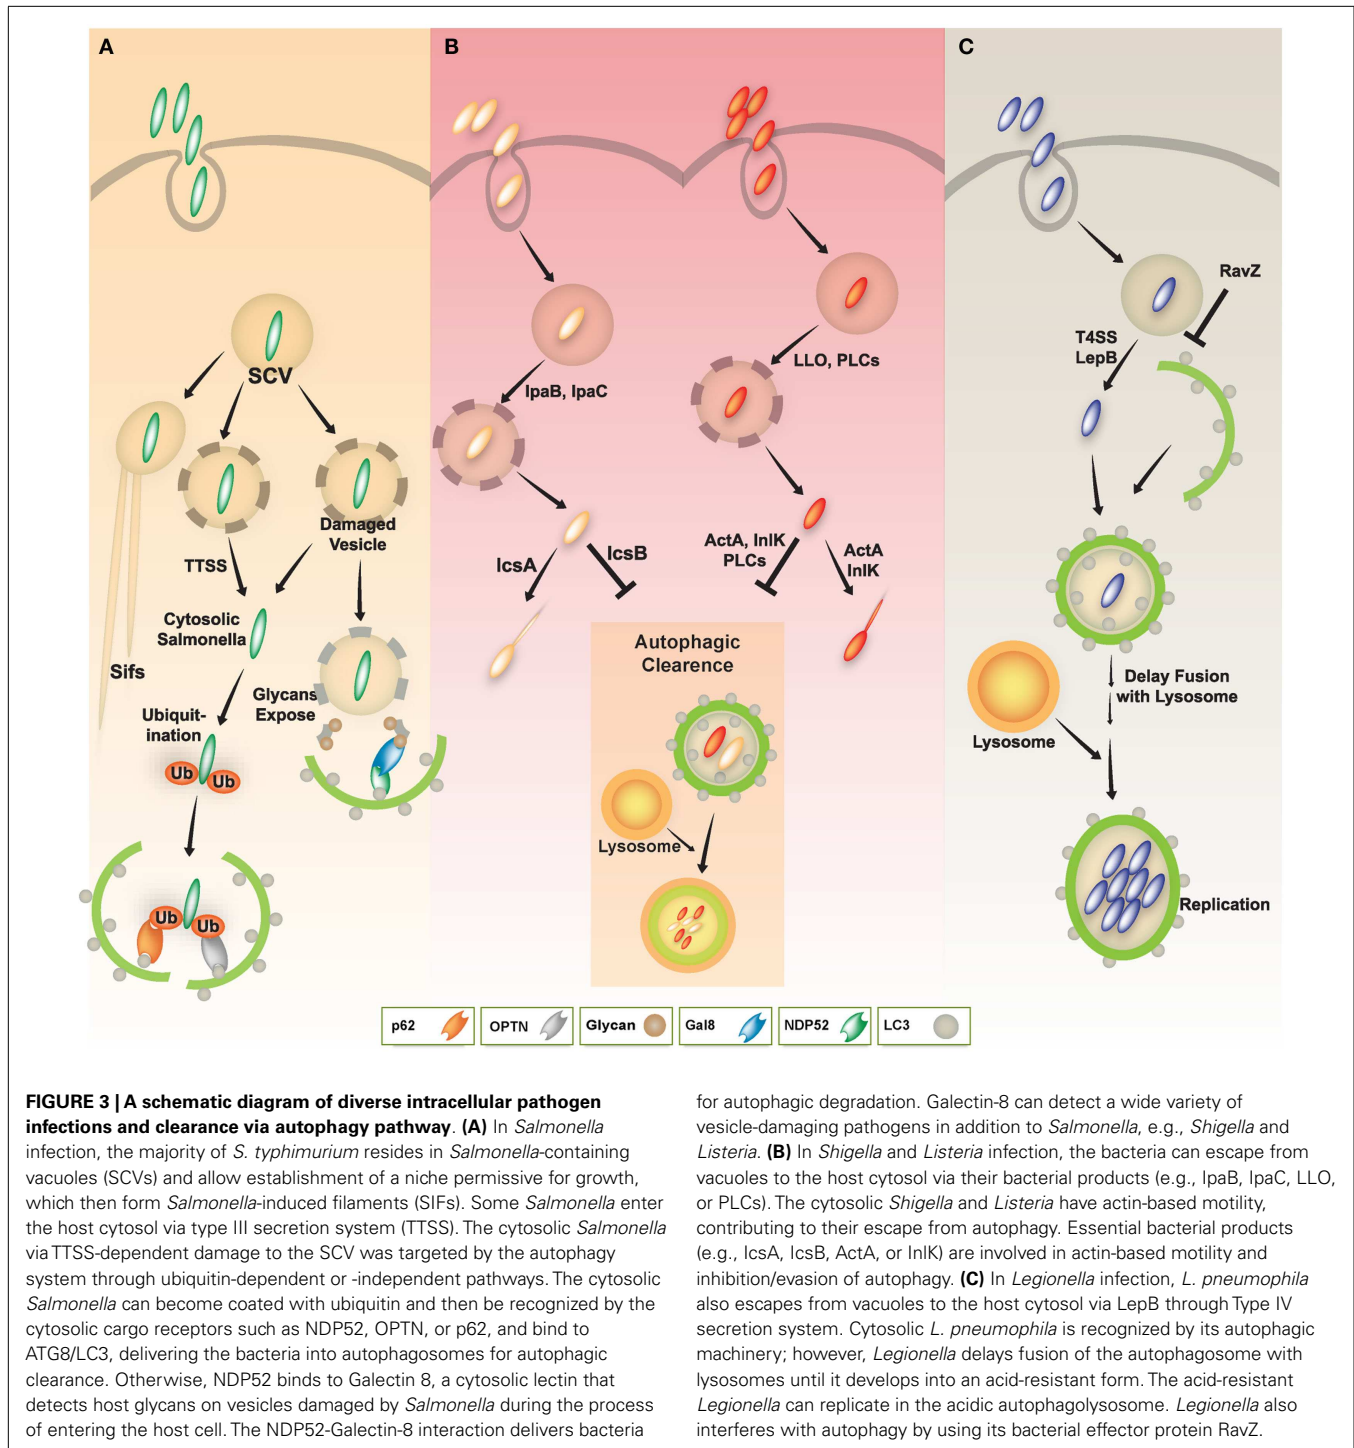 A
B
C
SCV
TTSS
Damaged
Vesicle
Cytosolic
Salmonella
Sifs
Glycans
Expose
Ubiquit-
ination
Ub
Ub
Ub
Ub
IpaB, IpaC
LLO, PLCs
IcsA
IcsB
ActA, InlK
PLCs
ActA
InlK
Autophagic
Clearence
Lysosome
RavZ
T4SS
LepB
Delay Fusion
with Lysosome
Lysosome
Replication
p62
OPTN
Glycan
Gal8
NDP52
LC3
FIGURE 3 | A schematic diagram of diverse intracellular pathogen
infections and clearance via autophagy pathway. (A) In Salmonella
infection, the majority of S. typhimurium resides in Salmonella-containing
vacuoles (SCVs) and allow establishment of a niche permissive for growth,
which then form Salmonella-induced filaments (SIFs). Some Salmonella enter
the host cytosol via type III secretion system (TTSS). The cytosolic Salmonella
via TTSS-dependent damage to the SCV was targeted by the autophagy
system through ubiquitin-dependent or -independent pathways. The cytosolic
Salmonella can become coated with ubiquitin and then be recognized by the
cytosolic cargo receptors such as NDP52, OPTN, or p62, and bind to
ATG8/LC3, delivering the bacteria into autophagosomes for autophagic
clearance. Otherwise, NDP52 binds to Galectin 8, a cytosolic lectin that
detects host glycans on vesicles damaged by Salmonella during the process
of entering the host cell. The NDP52-Galectin-8 interaction delivers bacteria
for autophagic degradation. Galectin-8 can detect a wide variety of
vesicle-damaging pathogens in addition to Salmonella, e.g., Shigella and
Listeria. (B) In Shigella and Listeria infection, the bacteria can escape from
vacuoles to the host cytosol via their bacterial products (e.g., IpaB, IpaC, LLO,
or PLCs). The cytosolic Shigella and Listeria have actin-based motility,
contributing to their escape from autophagy. Essential bacterial products
(e.g., IcsA, IcsB, ActA, or InlK) are involved in actin-based motility and
inhibition/evasion of autophagy. (C) In Legionella infection, L. pneumophila
also escapes from vacuoles to the host cytosol via LepB through Type IV
secretion system. Cytosolic L. pneumophila is recognized by its autophagic
machinery; however, Legionella delays fusion of the autophagosome with
lysosomes until it develops into an acid-resistant form. The acid-resistant
Legionella can replicate in the acidic autophagolysosome. Legionella also
interferes with autophagy by using its bacterial effector protein RavZ.